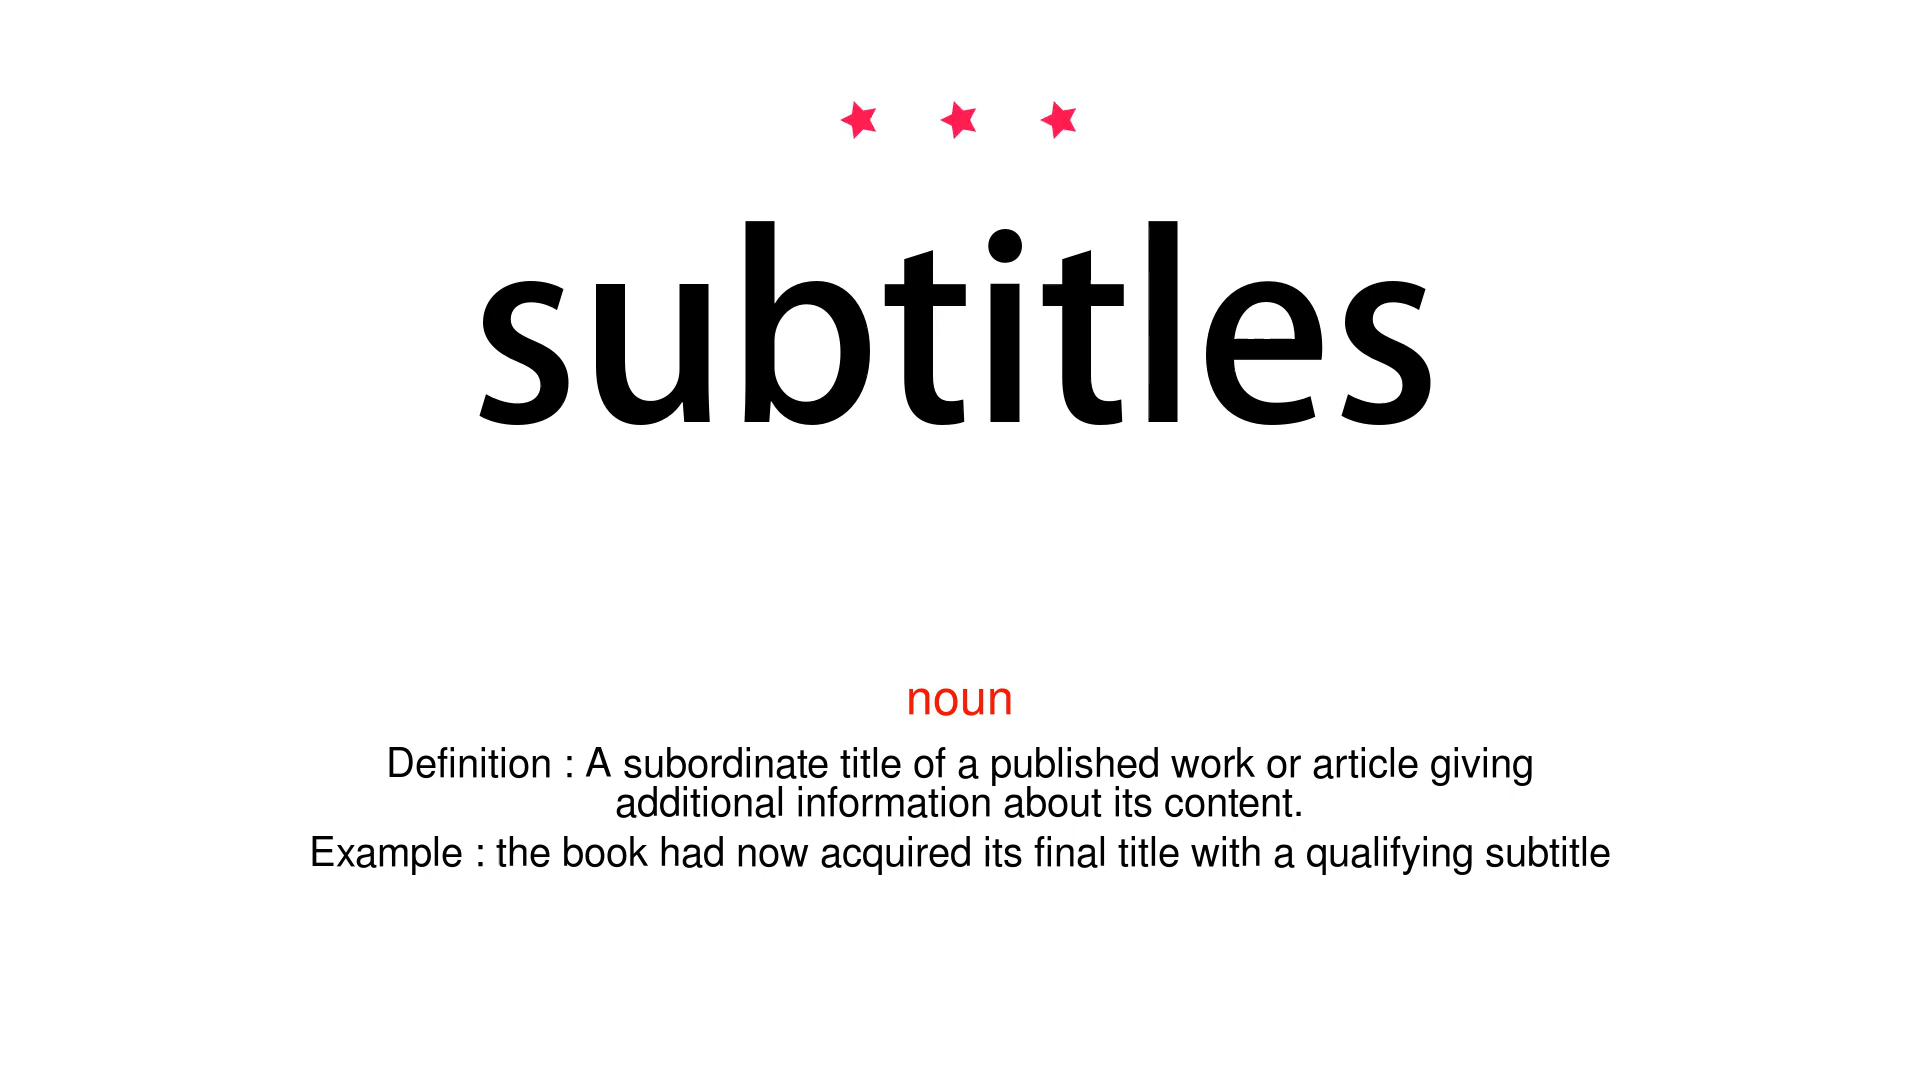 subtitles
noun
Definition : A subordinate title of a published work or article giving
additional information about its content.
Example : the book had now acquired its final title with a qualifying subtitle